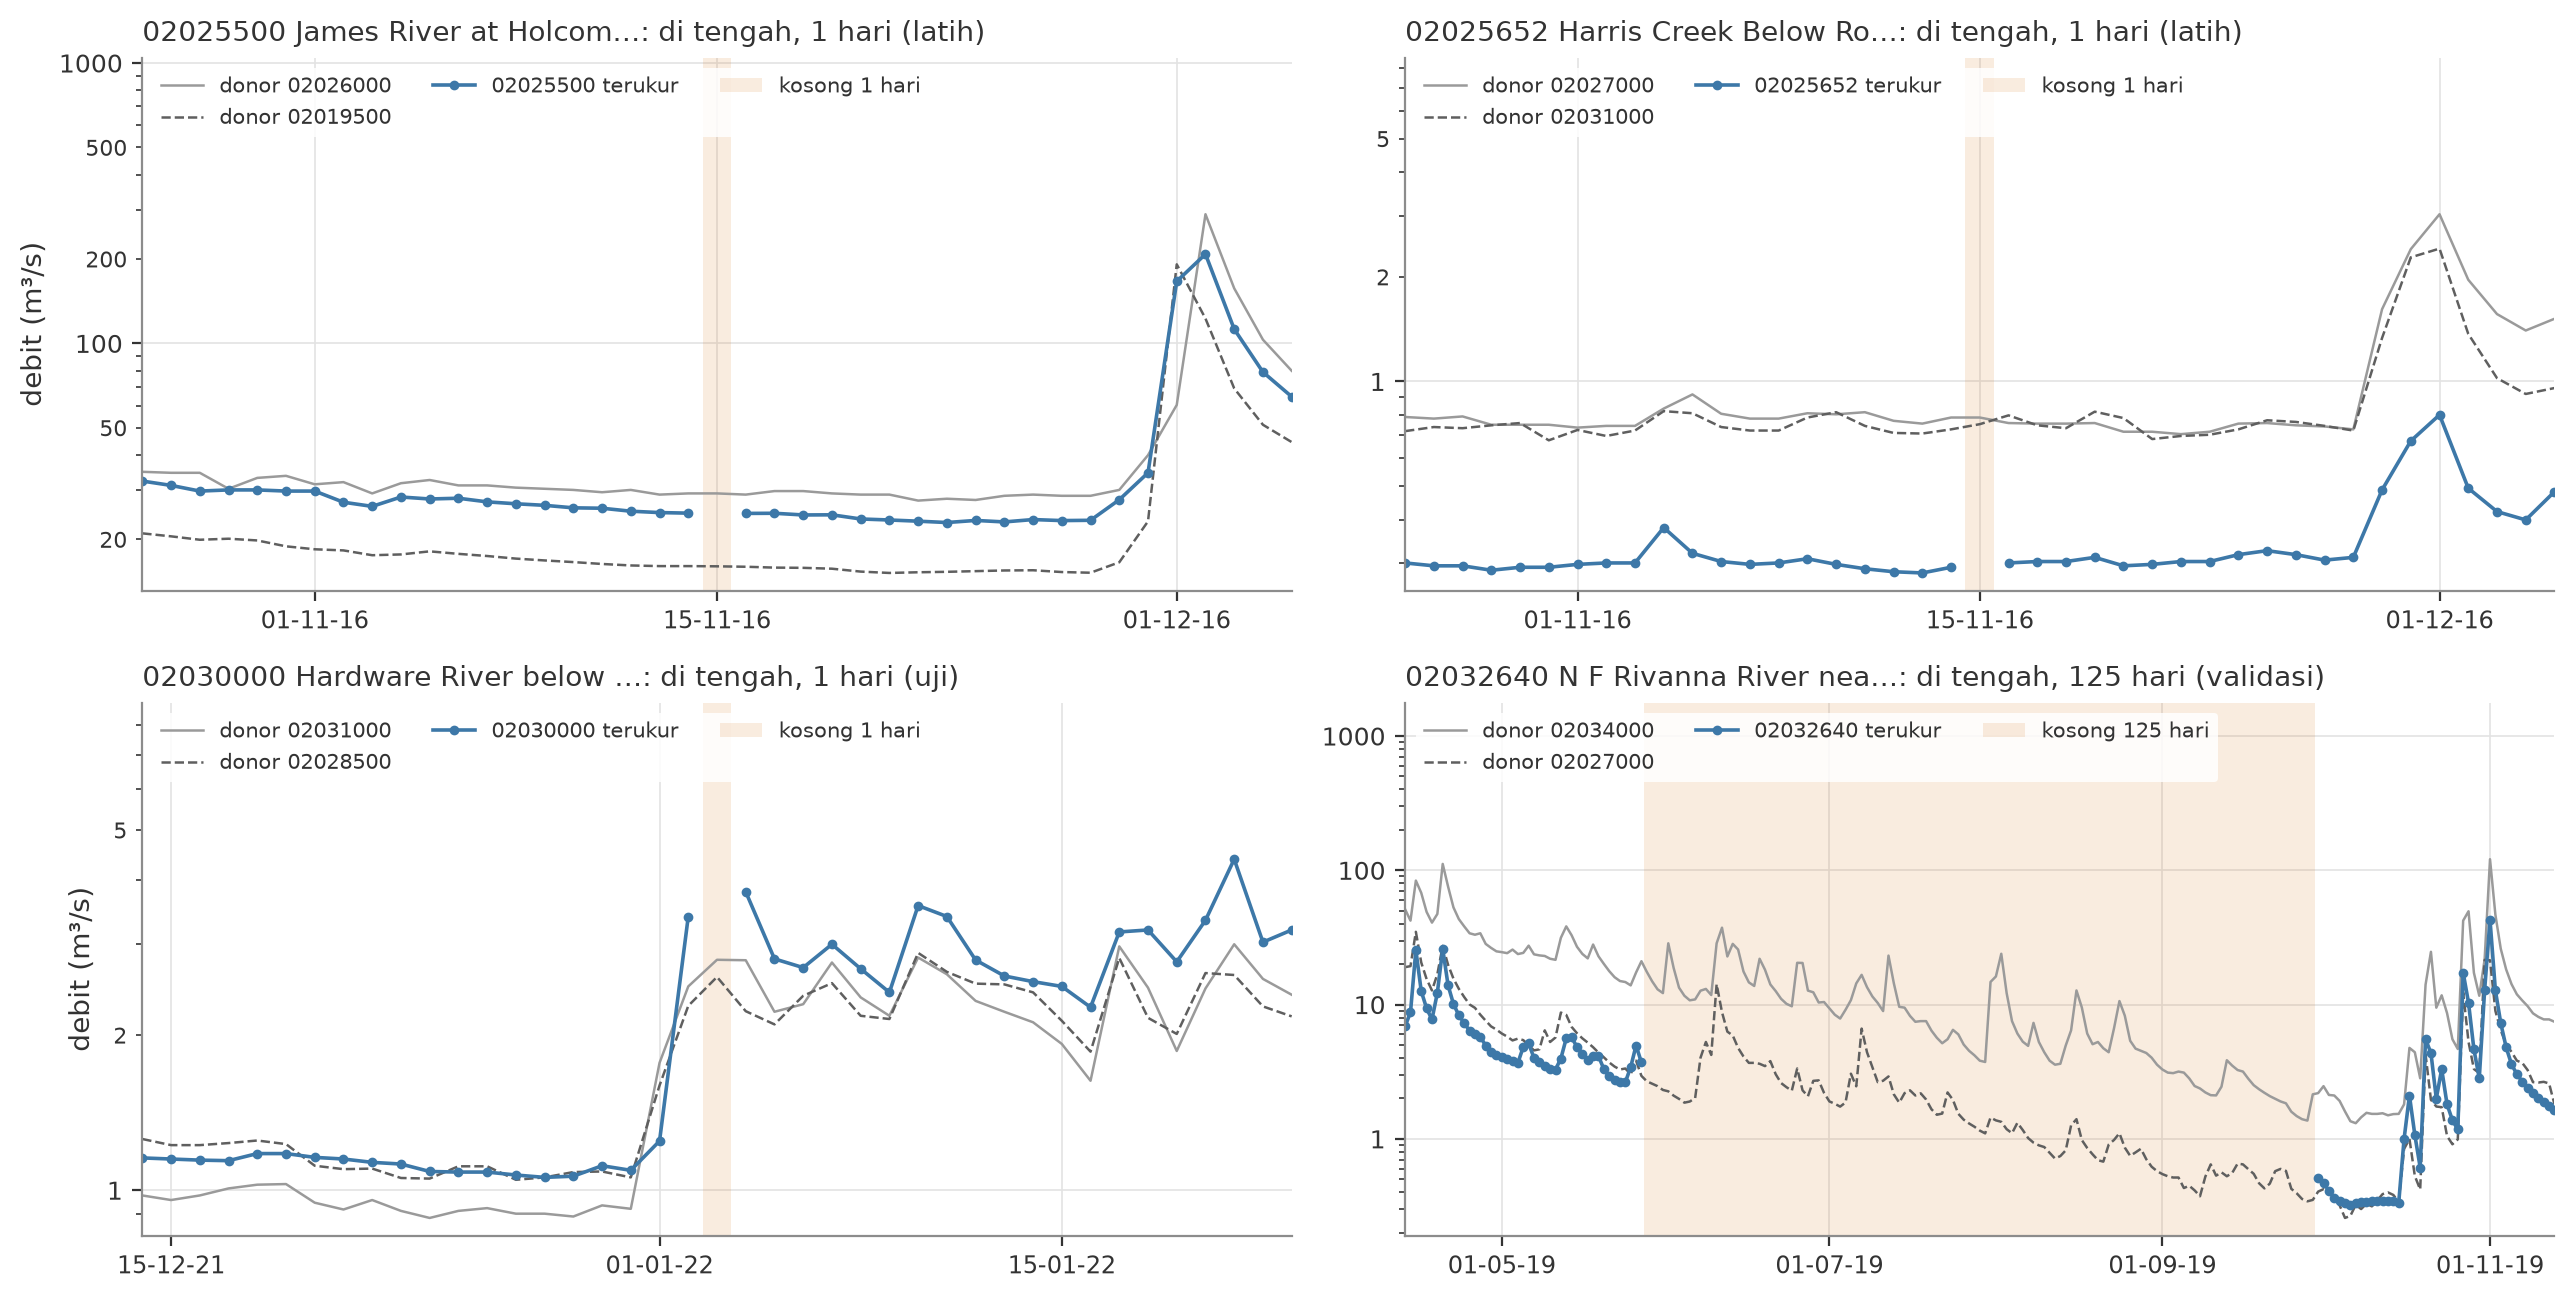 02025500 James River at Holcom...: di tengah, 1 hari (latih)
donor 02026000
donor 02019500
02025500 terukur
kosong 1 hari
debit (m³/s)
1000
500
200
100
50
20
01-11-16
15-11-16
01-12-16
02025652 Harris Creek Below Ro...: di tengah, 1 hari (latih)
donor 02027000
donor 02031000
02025652 terukur
kosong 1 hari
5
2
1
01-11-16
15-11-16
01-12-16
02030000 Hardware River below ...: di tengah, 1 hari (uji)
donor 02031000
donor 02028500
02030000 terukur
kosong 1 hari
debit (m³/s)
5
2
1
15-12-21
01-01-22
15-01-22
02032640 N F Rivanna River nea...: di tengah, 125 hari (validasi)
donor 02034000
donor 02027000
02032640 terukur
kosong 125 hari
1000
100
10
1
01-05-19
01-07-19
01-09-19
01-11-19